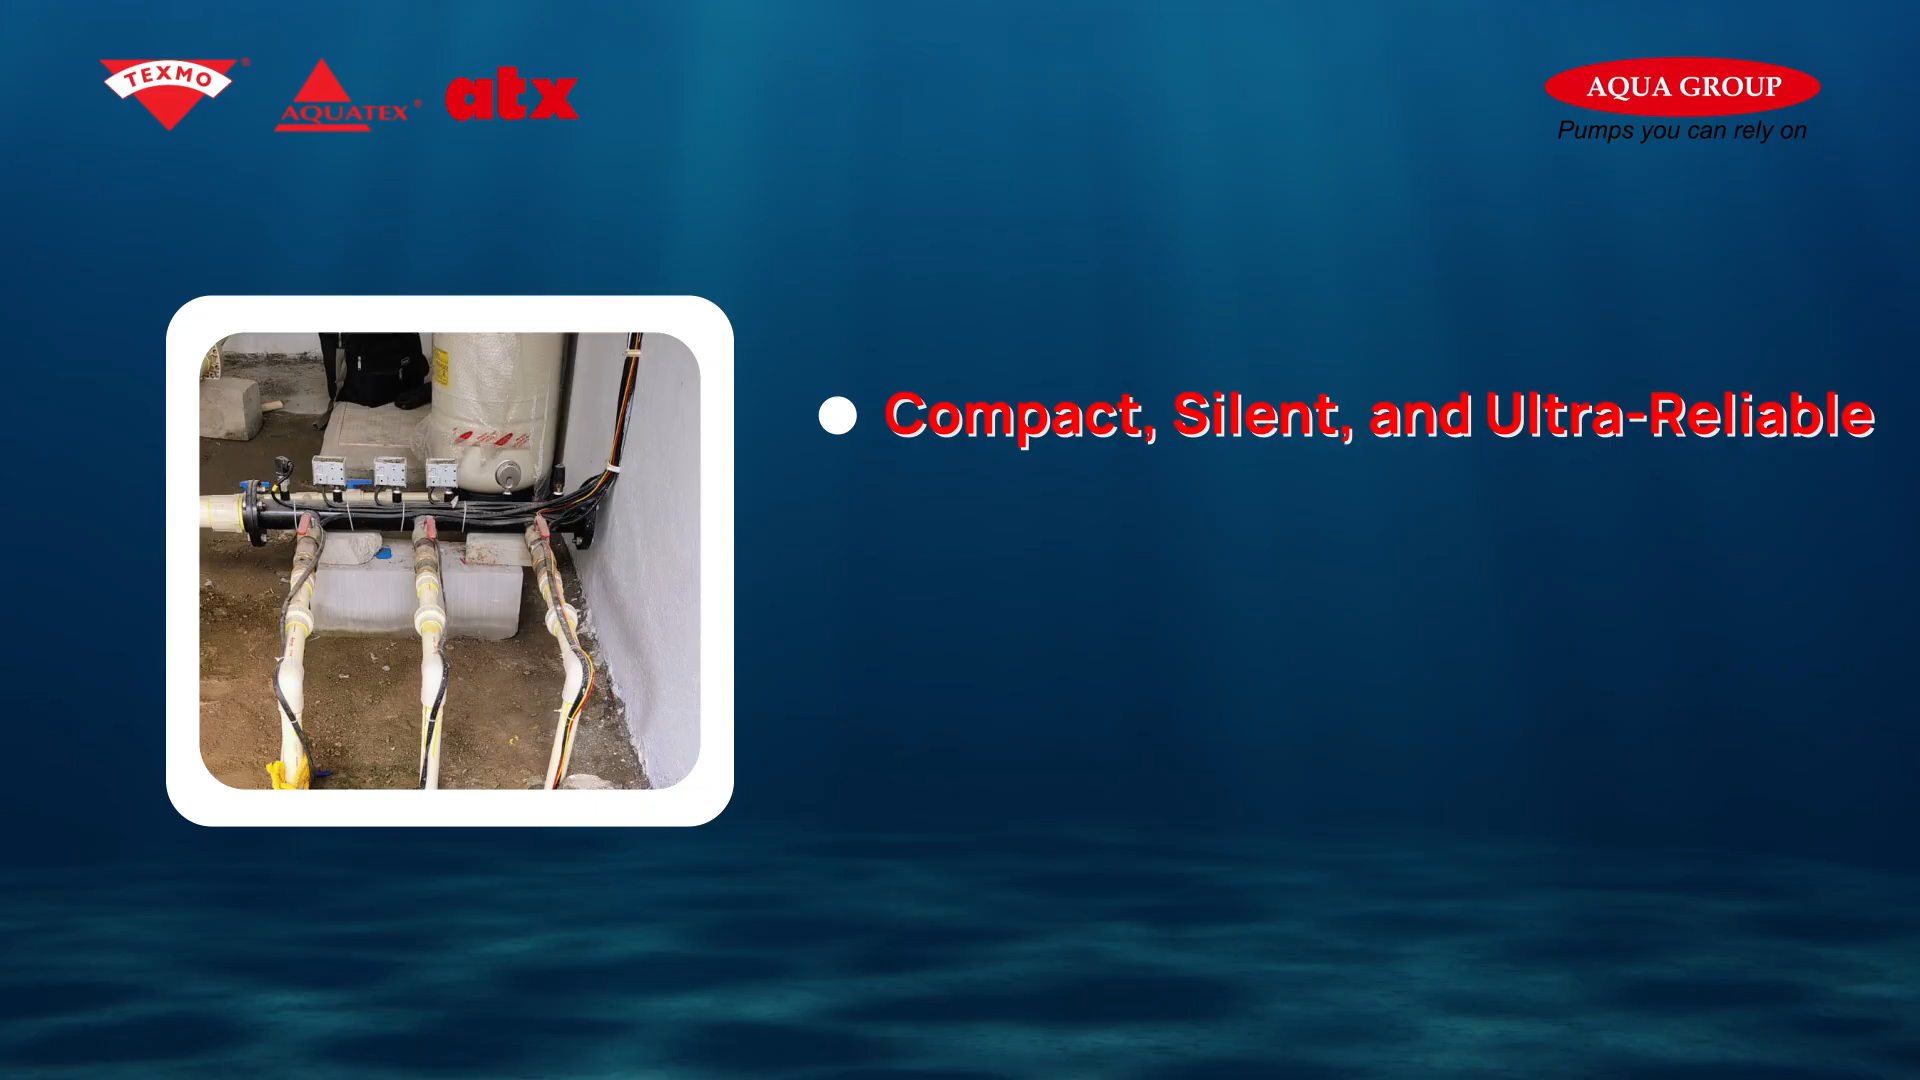 TEXMO
AQUATEX
atx
AQUA GROUP
Pumps you can rely on
Compact, Silent, and Ultra-Reliable